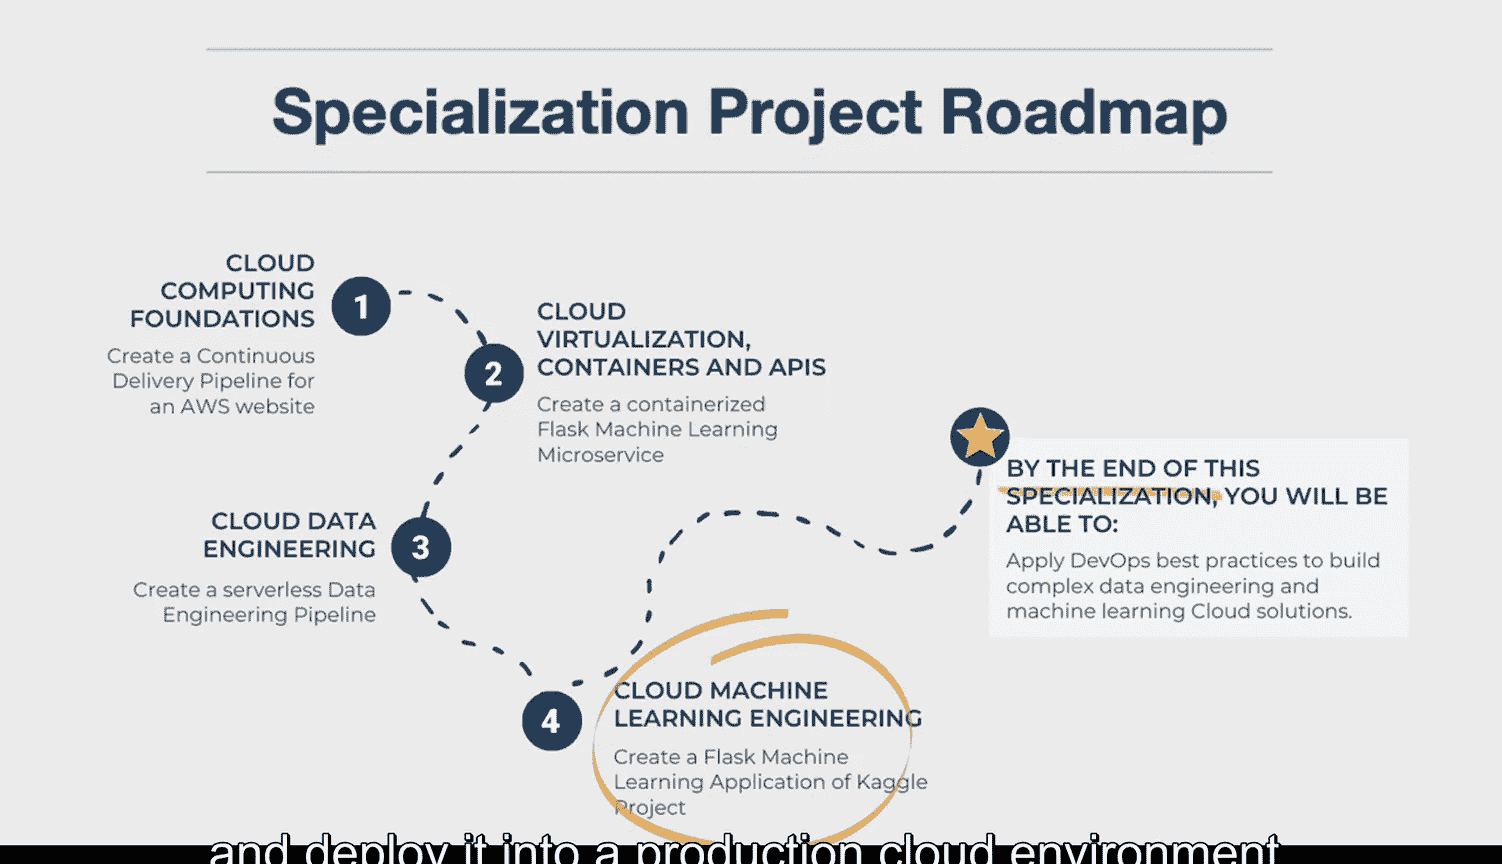 Specialization Project Roadmap
CLOUD
COMPUTING
FOUNDATIONS
Create a Continuous
Delivery Pipeline for
an AWS website
1
2
CLOUD
VIRTUALIZATION,
CONTAINERS AND APIS
Create a containerized
Flask Machine Learning
Microservice
CLOUD DATA
ENGINEERING
Create a serverless Data
Engineering Pipeline
3
4
CLOUD MACHINE
LEARNING ENGINEERING
Create a Flask Machine
Learning Application of Kaggle
Project
BY THE END OF THIS
SPECIALIZATION, YOU WILL BE
ABLE TO:
Apply DevOps best practices to build
complex data engineering and
machine learning Cloud solutions.
and deploy it into a production cloud environment